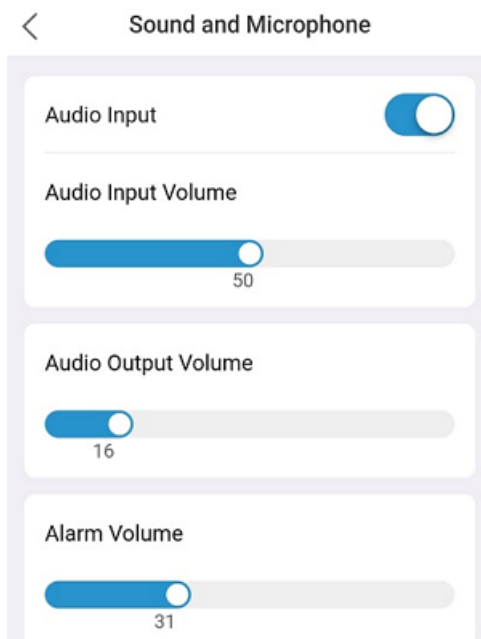 Sound and Microphone
Audio Input
Audio Input Volume
50
Audio Output Volume
16
Alarm Volume
31